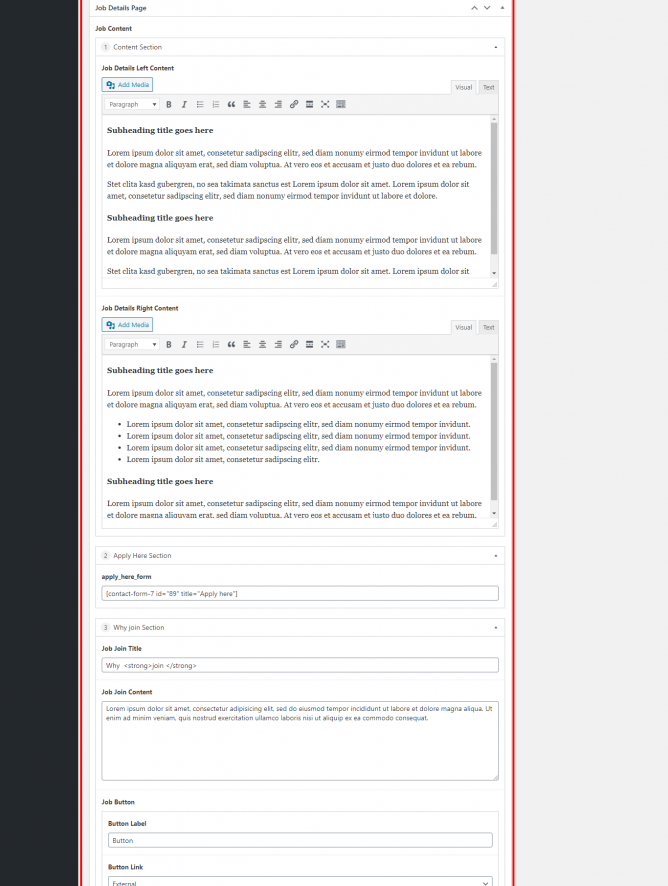 Job Details Page
Job Content
1 Content Section
Job Details Left Content
Add Media
Visual Text
Paragraph
Subheading title goes here
Lorem ipsum dolor sit amet, consetetur sadipscing elitr, sed diam nonumy eirmod tempor invidunt ut labore
et dolore magna aliquyam erat, sed diam voluptua. At vero eos et accusam et justo duo dolores et ea rebum.
Stet clita kasd gubergren, no sea takimata sanctus est Lorem ipsum dolor sit amet. Lorem ipsum dolor sit
amet, consetetur sadipscing elitr, sed diam nonumy eirmod tempor invidunt ut labore et dolore.
Subheading title goes here
Lorem ipsum dolor sit amet, consetetur sadipscing elitr, sed diam nonumy eirmod tempor invidunt ut labore
et dolore magna aliquyam erat, sed diam voluptua. At vero eos et accusam et justo duo dolores et ea rebum.
Stet clita kasd gubergren, no sea takimata sanctus est Lorem ipsum dolor sit amet. Lorem ipsum dolor sit
Job Details Right Content
Add Media
Visual Text
Paragraph
Subheading title goes here
Lorem ipsum dolor sit amet, consetetur sadipscing elitr, sed diam nonumy eirmod tempor invidunt ut labore
et dolore magna aliquyam erat, sed diam voluptua. At vero eos et accusam et justo duo dolores et ea rebum.
• Lorem ipsum dolor sit amet, consetetur sadipscing elitr, sed diam nonumy eirmod tempor invidunt.
• Lorem ipsum dolor sit amet, consetetur sadipscing elitr, sed diam nonumy eirmod tempor invidunt.
• Lorem ipsum dolor sit amet, consetetur sadipscing elitr, sed diam nonumy eirmod tempor invidunt.
• Lorem ipsum dolor sit amet, consetetur sadipscing elitr.
Subheading title goes here
Lorem ipsum dolor sit amet, consetetur sadipscing elitr, sed diam nonumy eirmod tempor invidunt ut labore
et dolore magna aliquyam erat, sed diam voluptua. At vero eos et accusam et justo duo dolores et ea rebum.
2 Apply Here Section
apply_here_form
[contact-form-7 id="89" title="Apply here"]
3 Why join Section
Job Join Title
Why <strong>join </strong>
Job Join Content
Lorem ipsum dolor sit amet, consectetur adipisicing elit, sed do eiusmod tempor incididunt ut labore et dolore magna aliqua. Ut
enim ad minim veniam, quis nostrud exercitation ullamco laboris nisi ut aliquip ex ea commodo consequat.
Job Button
Button Label
Button
Button Link
External